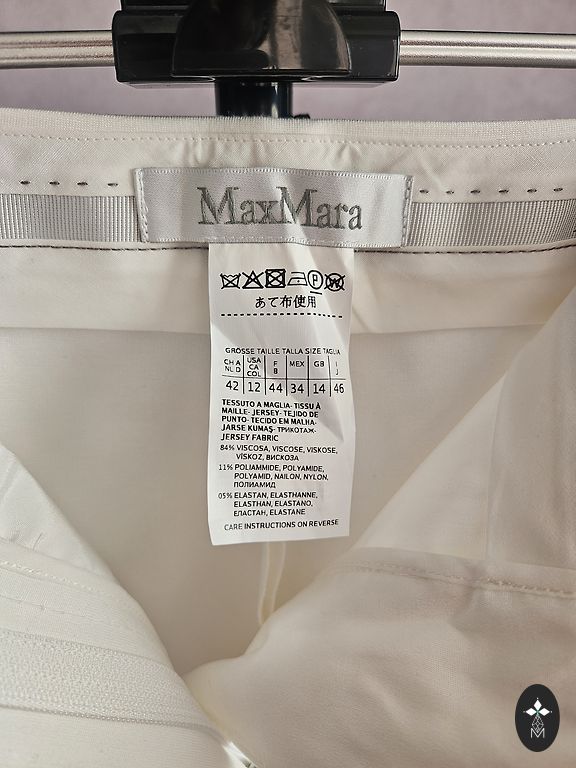 MaxMara
P W
あて布使用
GROSSE TAILLE TALLA SIZE TAGLIA
CH A NL D USA CA COL F B MEX GB I J
42 12 44 34 14 46
TESSUTO A MAGLIA- TISSU À
MAILLE- JERSEY- TEJIDO DE
PUNTO- TECIDO EM MALHA-
JARSE KUMAŞ- ТРИКОТАЖ-
JERSEY FABRIC
84% VISCOSA, VISCOSE, VISKOSE,
VİSKOZ, ВИСКОЗА
11% POLIAMMIDE, POLYAMIDE,
POLYAMID, NAILON, NYLON,
ПОЛИАМИД
05% ELASTAN, ELASTHANNE,
ELASTHAN, ELASTANO,
ЕЛАСТАН, ELASTANE
CARE INSTRUCTIONS ON REVERSE
M